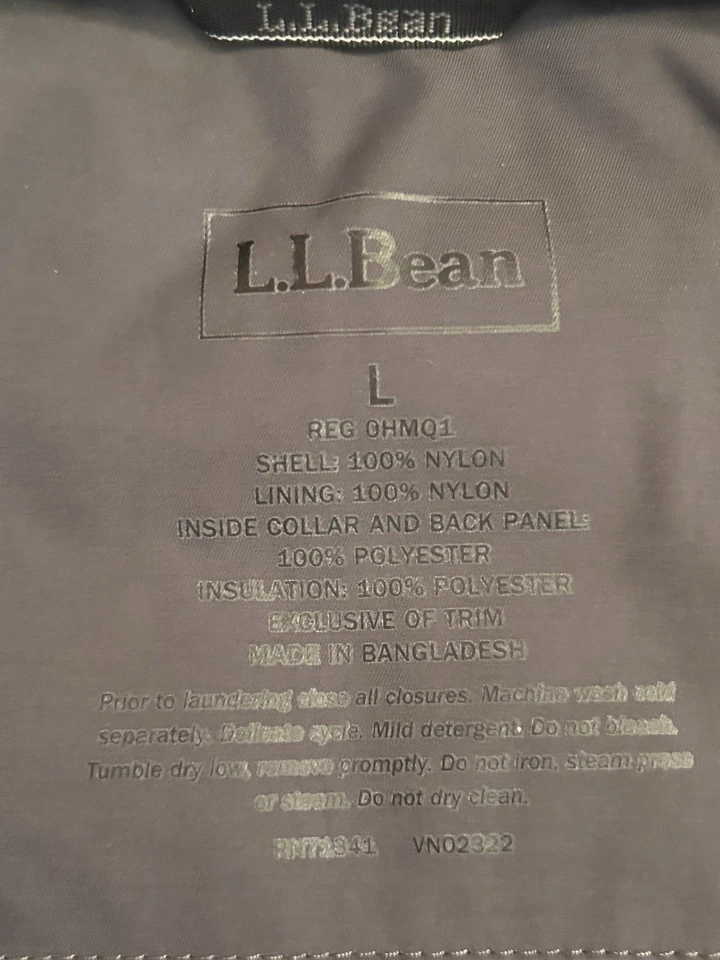 L.L.Bean
L.L.Bean
L
REG 0HMQ1
SHELL: 100% NYLON
LINING: 100% NYLON
INSIDE COLLAR AND BACK PANEL:
100% POLYESTER
INSULATION: 100% POLYESTER
EXCLUSIVE OF TRIM
MADE IN BANGLADESH
Prior to laundering close all closures. Machine wash cold
separately. Delicate cycle. Mild detergent. Do not bleach.
Tumble dry low, remove promptly. Do not iron, steam press
or steam. Do not dry clean.
VN02322